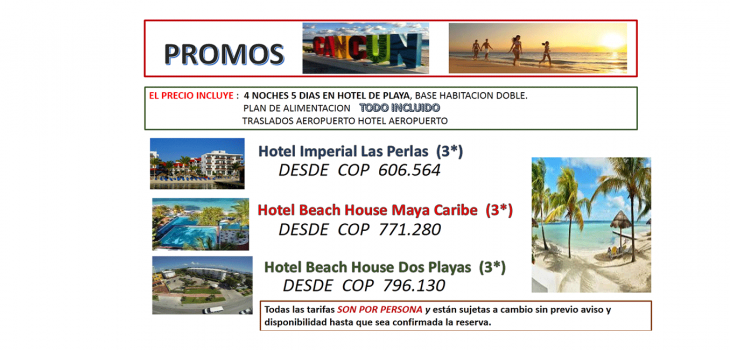 PROMOS
CANCUN
EL PRECIO INCLUYE : 4 NOCHES 5 DIAS EN HOTEL DE PLAYA, BASE HABITACION DOBLE.
PLAN DE ALIMENTACION TODO INCLUIDO
TRASLADOS AEROPUERTO HOTEL AEROPUERTO
Hotel Imperial Las Perlas (3*)
DESDE COP 606.564
Hotel Beach House Maya Caribe (3*)
DESDE COP 771.280
Hotel Beach House Dos Playas (3*)
DESDE COP 796.130
Todas las tarifas SON POR PERSONA y están sujetas a cambio sin previo aviso y
disponibilidad hasta que sea confirmada la reserva.